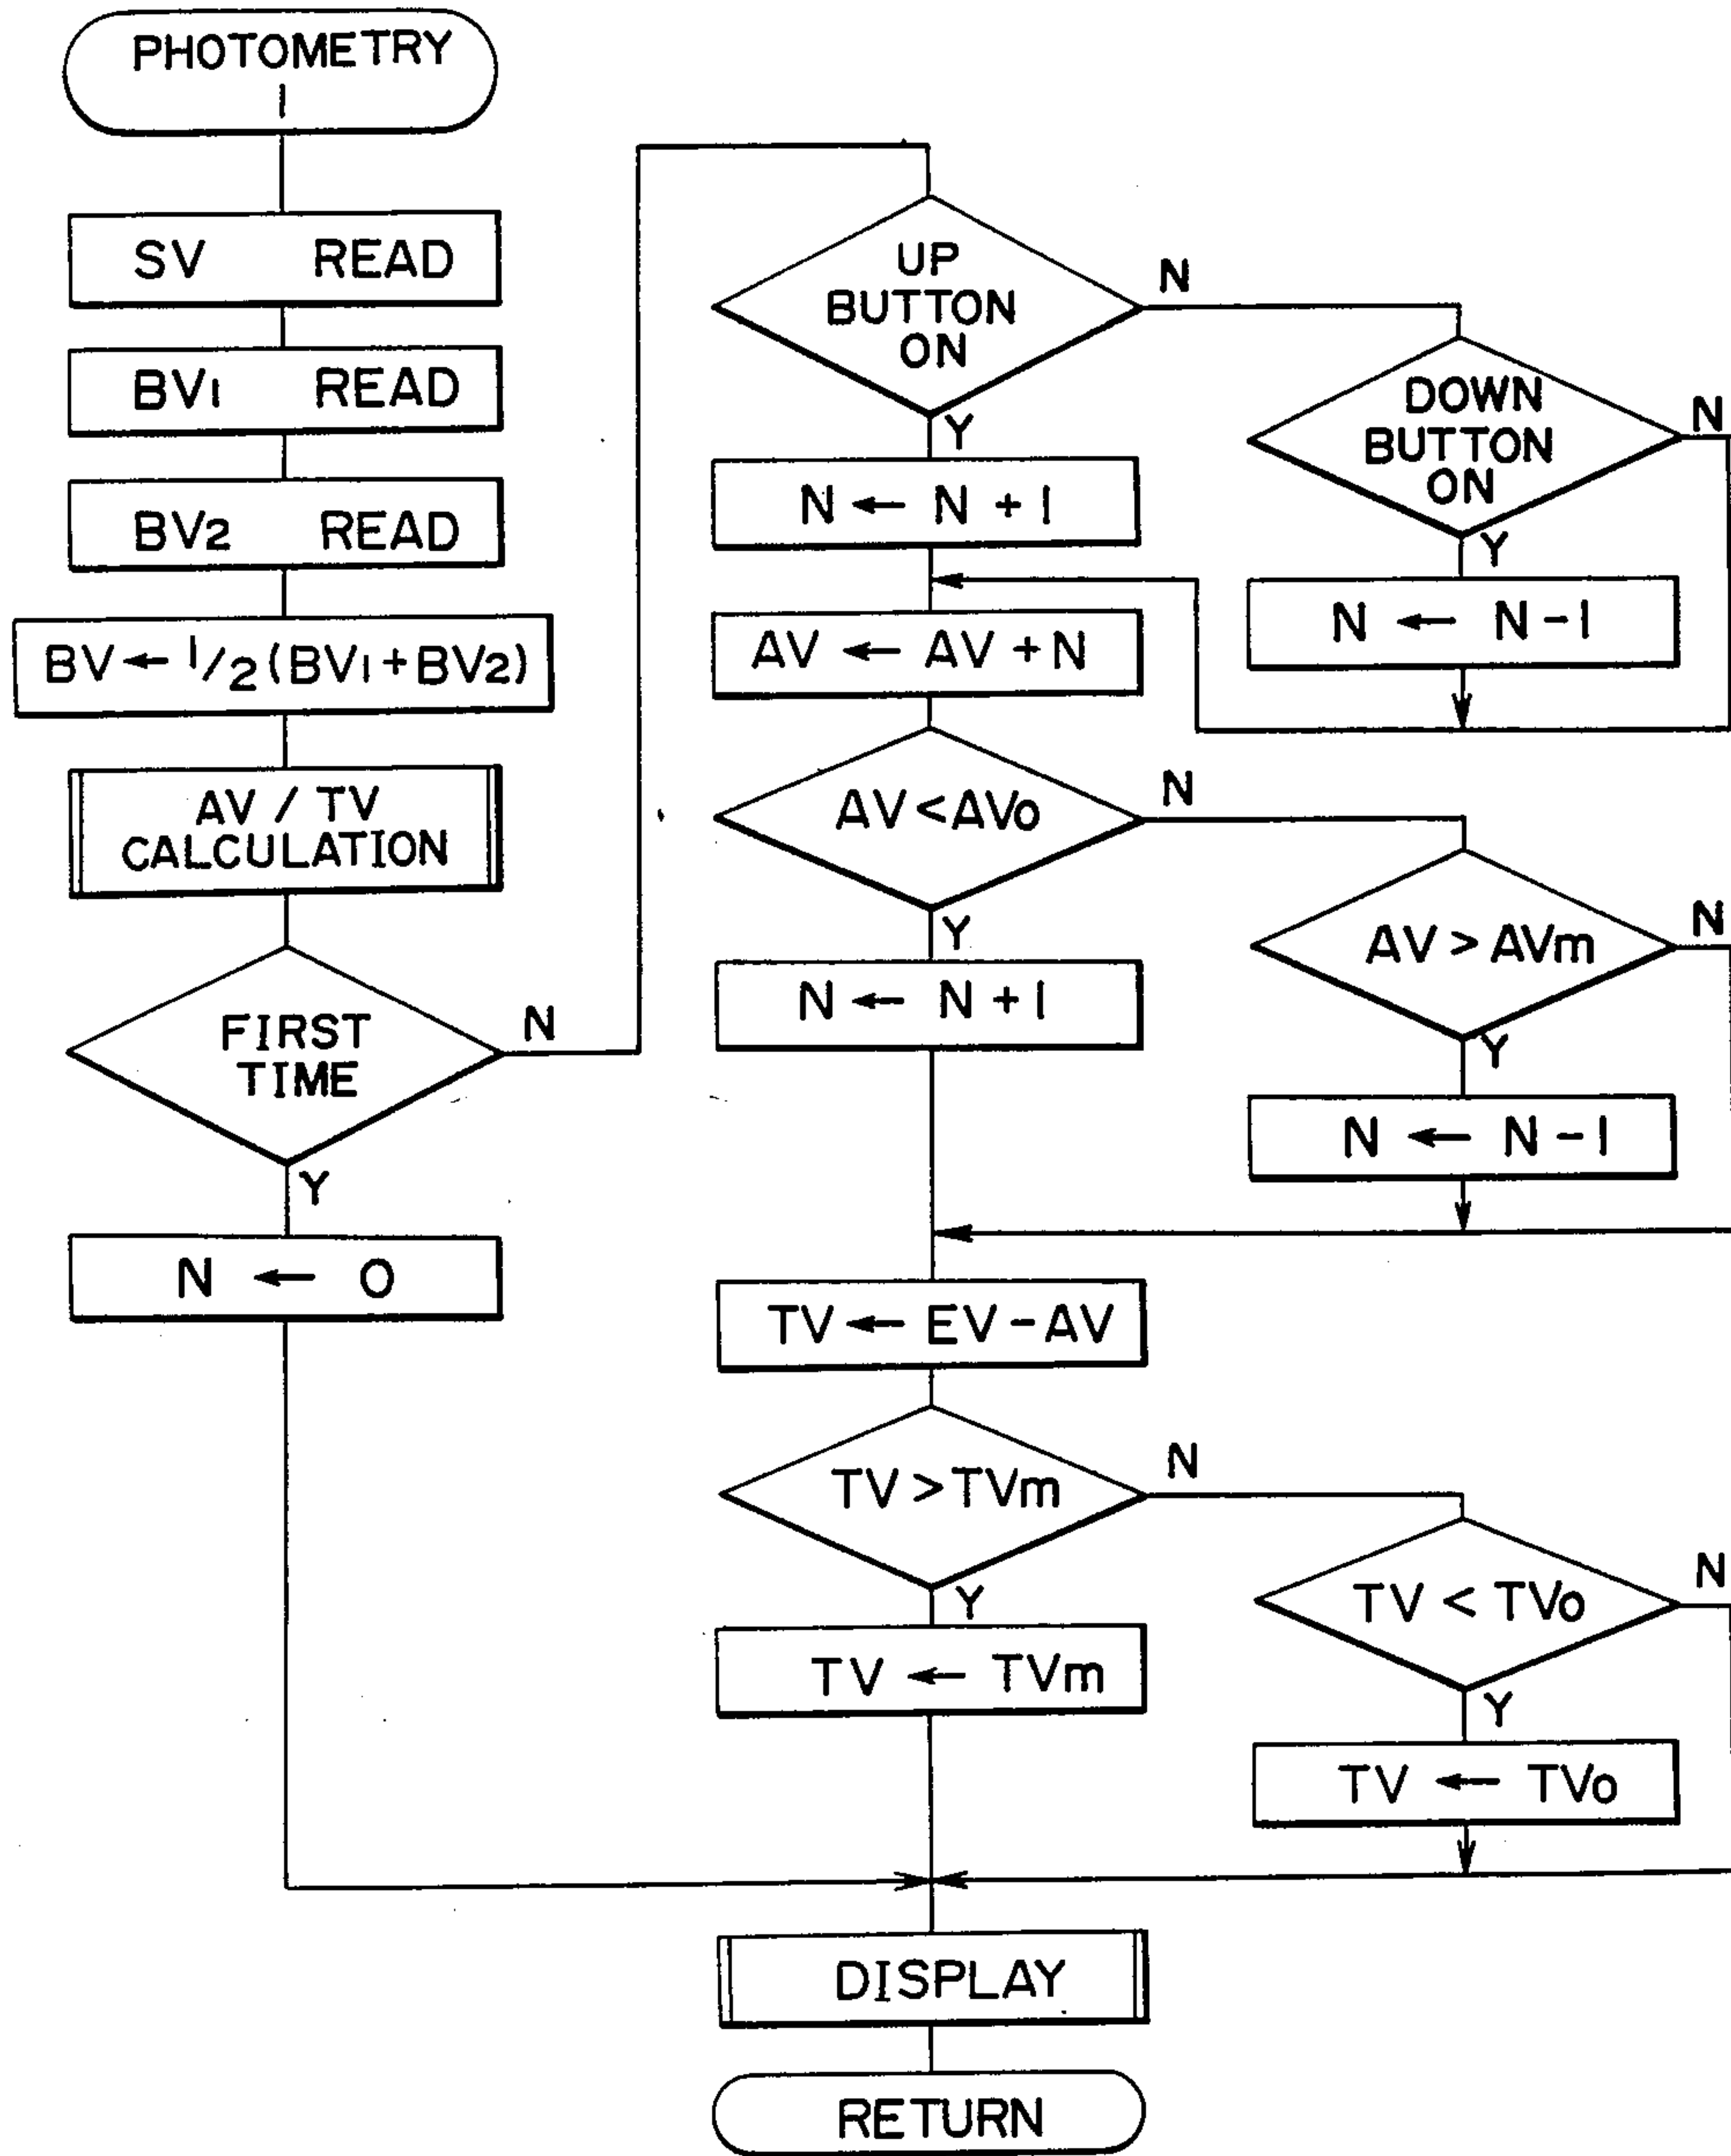 PHOTOMETRY
I
SV READ
BV1 READ
BV2 READ
BV ← 1/2 (BV1 + BV2)
AV / TV
CALCULATION
FIRST
TIME
N
Y
N ← O
UP
BUTTON
ON
N
Y
N ← N + 1
DOWN
BUTTON
ON
N
Y
N ← N - 1
AV ← AV + N
AV < AVo
N
Y
N ← N + 1
AV > AVm
N
Y
N ← N - 1
TV ← EV - AV
TV > TVm
N
Y
TV ← TVm
TV < TVo
N
Y
TV ← TVo
DISPLAY
RETURN